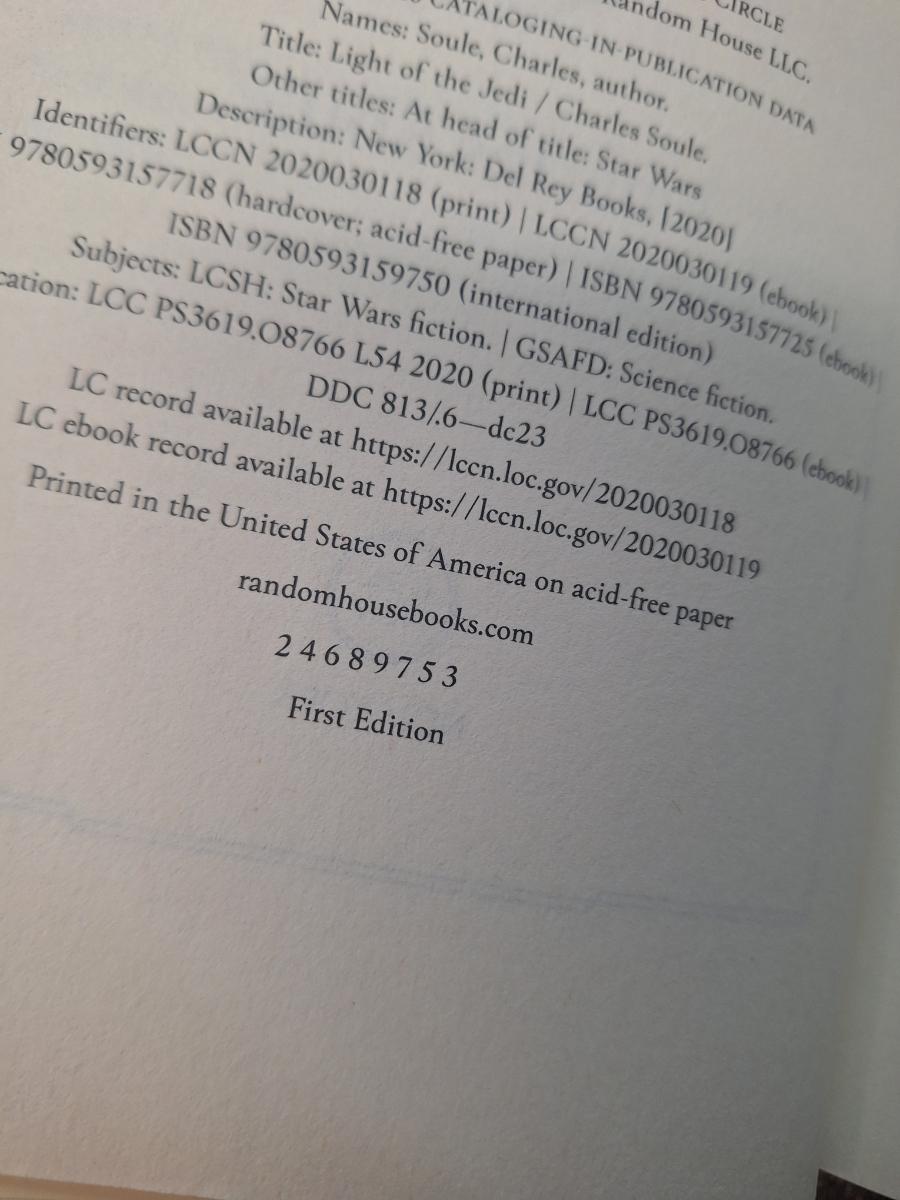 CIRCLE
Random House LLC.
CATALOGING-IN-PUBLICATION DATA
Names: Soule, Charles, author.
Title: Light of the Jedi / Charles Soule.
Other titles: At head of title: Star Wars
Description: New York: Del Rey Books, [2020]
Identifiers: LCCN 2020030118 (print) | LCCN 2020030119 (ebook) |
9780593157718 (hardcover; acid-free paper) | ISBN 9780593157725 (ebook) |
ISBN 9780593159750 (international edition)
Subjects: LCSH: Star Wars fiction. | GSAFD: Science fiction.
cation: LCC PS3619.O8766 L54 2020 (print) | LCC PS3619.O8766 (ebook) |
DDC 813/.6—dc23
LC record available at https://lccn.loc.gov/2020030118
LC ebook record available at https://lccn.loc.gov/2020030119
Printed in the United States of America on acid-free paper
randomhousebooks.com
2 4 6 8 9 7 5 3
First Edition